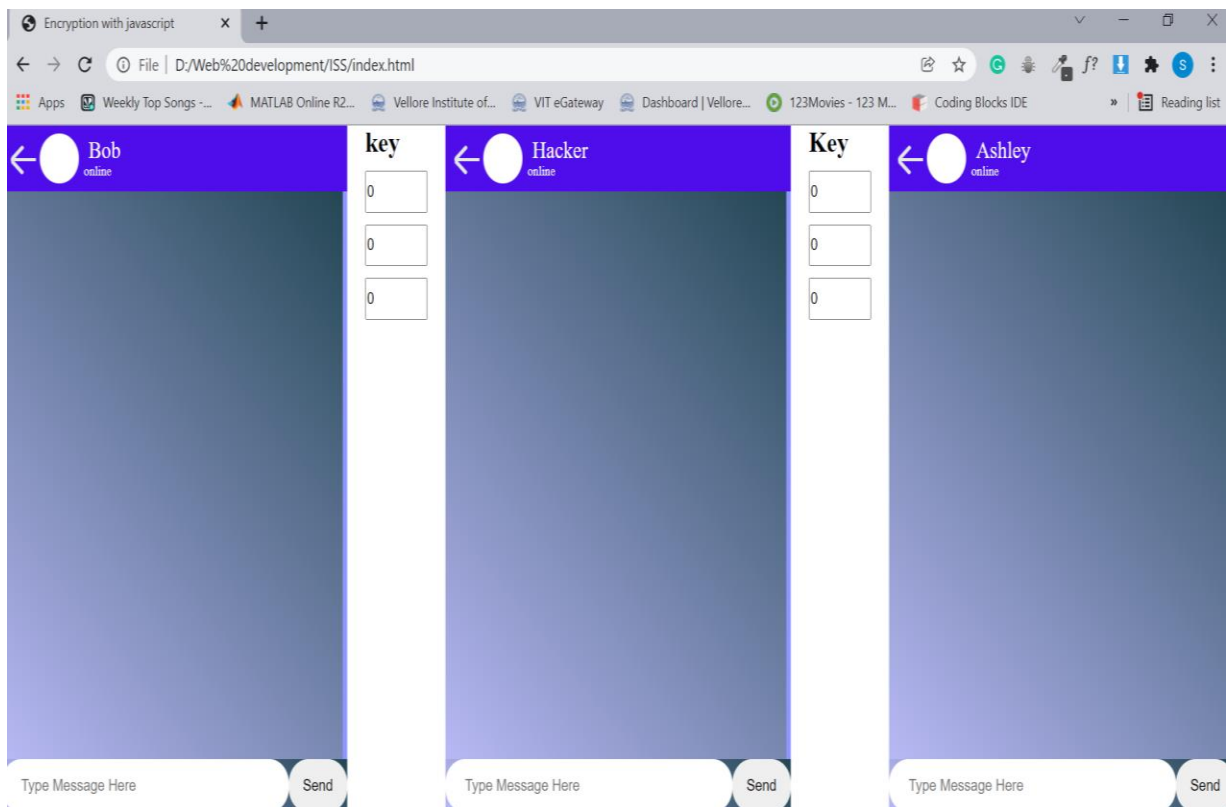 Encryption with javascript
File | D:/Web%20development/ISS/index.html
f?
S
Apps Weekly Top Songs -... MATLAB Online R2... Vellore Institute of... VIT eGateway Dashboard | Vellore... 123Movies - 123 M... Coding Blocks IDE » Reading list
Bob
online
key
0
0
0
Hacker
online
Key
0
0
0
Ashley
online
Type Message Here Send
Type Message Here Send
Type Message Here Send